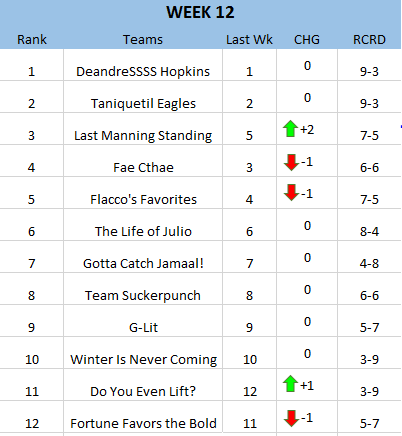 WEEK 12
Rank Teams Last Wk CHG RCRD
1 DeandreSSSS Hopkins 1 0 9-3
2 Taniquetil Eagles 2 0 9-3
3 Last Manning Standing 5 +2 7-5
4 Fae Cthae 3 -1 6-6
5 Flacco's Favorites 4 -1 7-5
6 The Life of Julio 6 0 8-4
7 Gotta Catch Jamaal! 7 0 4-8
8 Team Suckerpunch 8 0 6-6
9 G-Lit 9 0 5-7
10 Winter Is Never Coming 10 0 3-9
11 Do You Even Lift? 12 +1 3-9
12 Fortune Favors the Bold 11 -1 5-7